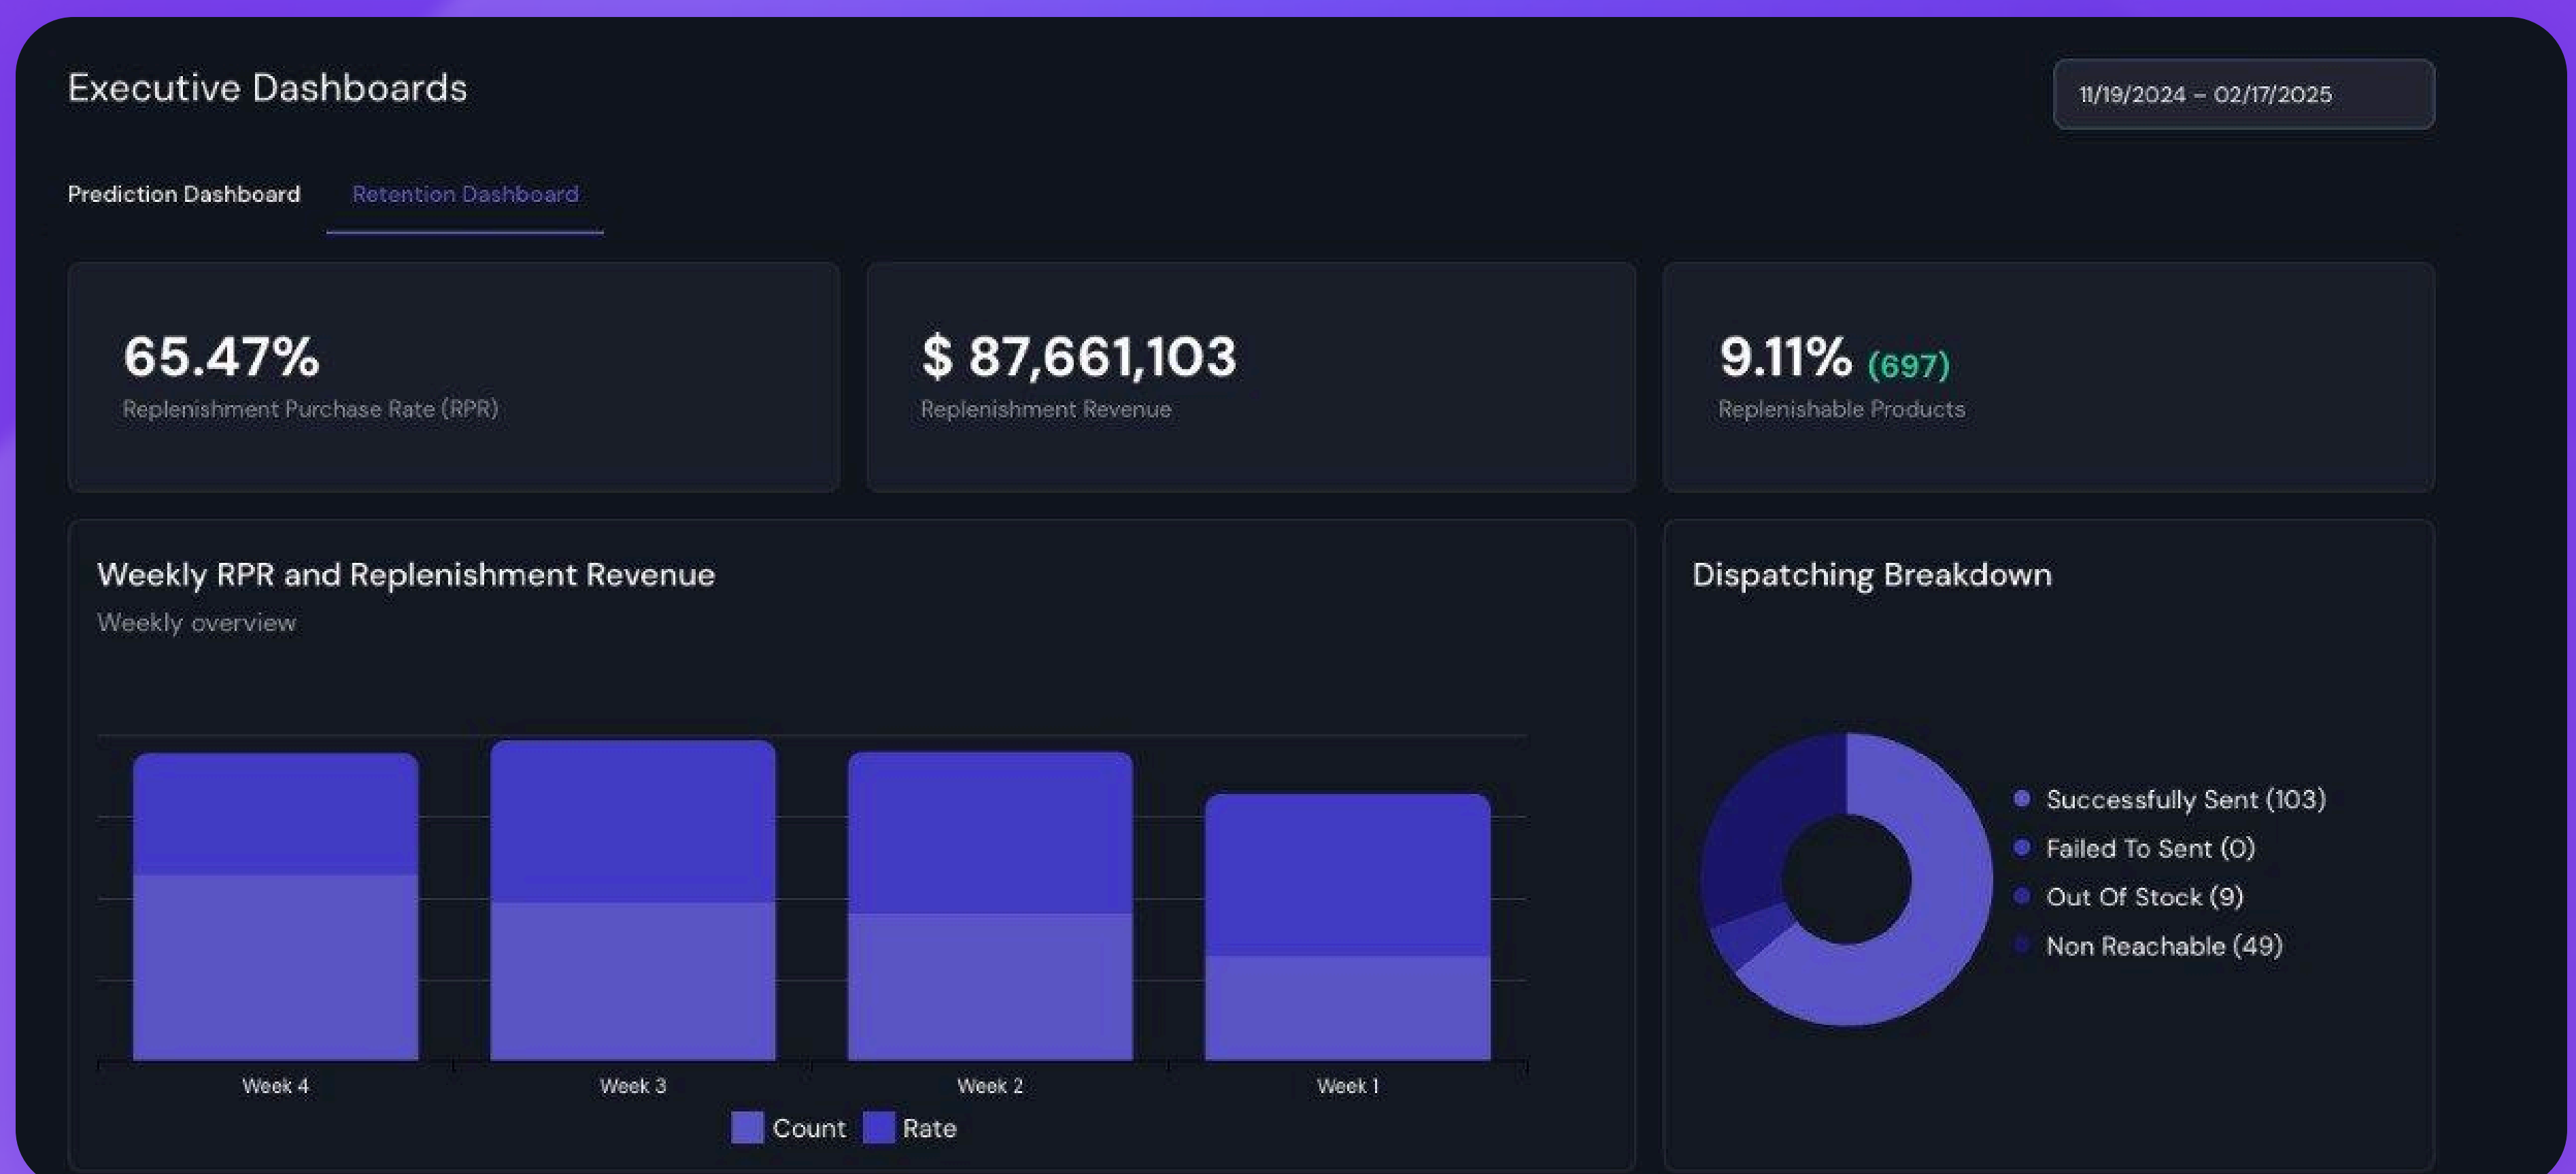 Executive Dashboards
11/19/2024 – 02/17/2025
Prediction Dashboard
Retention Dashboard
65.47%
Replenishment Purchase Rate (RPR)
$ 87,661,103
Replenishment Revenue
9.11% (697)
Replenishable Products
Weekly RPR and Replenishment Revenue
Weekly overview
Week 4
Week 3
Week 2
Week 1
Count
Rate
Dispatching Breakdown
Successfully Sent (103)
Failed To Sent (0)
Out Of Stock (9)
Non Reachable (49)